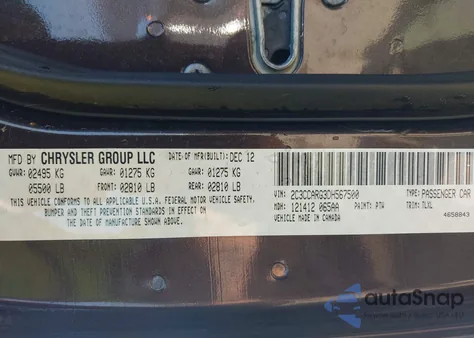 MFD BY CHRYSLER GROUP LLC DATE OF MFR(BUILT): DEC 12
GVWR: 02495 KG GAWR: 01275 KG GAWR: 01275 KG
05500 LB FRONT: 02810 LB REAR: 02810 LB
THIS VEHICLE CONFORMS TO ALL APPLICABLE U.S.A. FEDERAL MOTOR VEHICLE SAFETY,
BUMPER AND THEFT PREVENTION STANDARDS IN EFFECT ON
THE DATE OF MANUFACTURE SHOWN ABOVE.
VIN: 2C3CCARG3DH567500 TYPE: PASSENGER CAR
MDH: 121412 065AA PAINT: PTW TRIM: TLXL
VEHICLE MADE IN CANADA 4658843
autoSnap